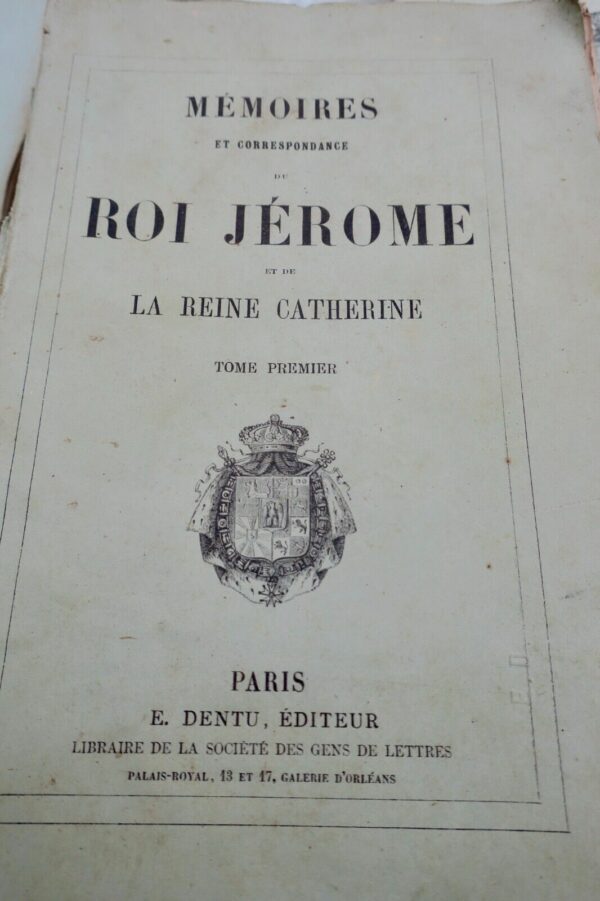 MÉMOIRES
ET CORRESPONDANCE
DU
ROI JÉROME
ET DE
LA REINE CATHERINE
TOME PREMIER
PARIS
E. DENTU, ÉDITEUR
LIBRAIRE DE LA SOCIÉTÉ DES GENS DE LETTRES
PALAIS-ROYAL, 13 ET 17, GALERIE D'ORLÉANS
E.D